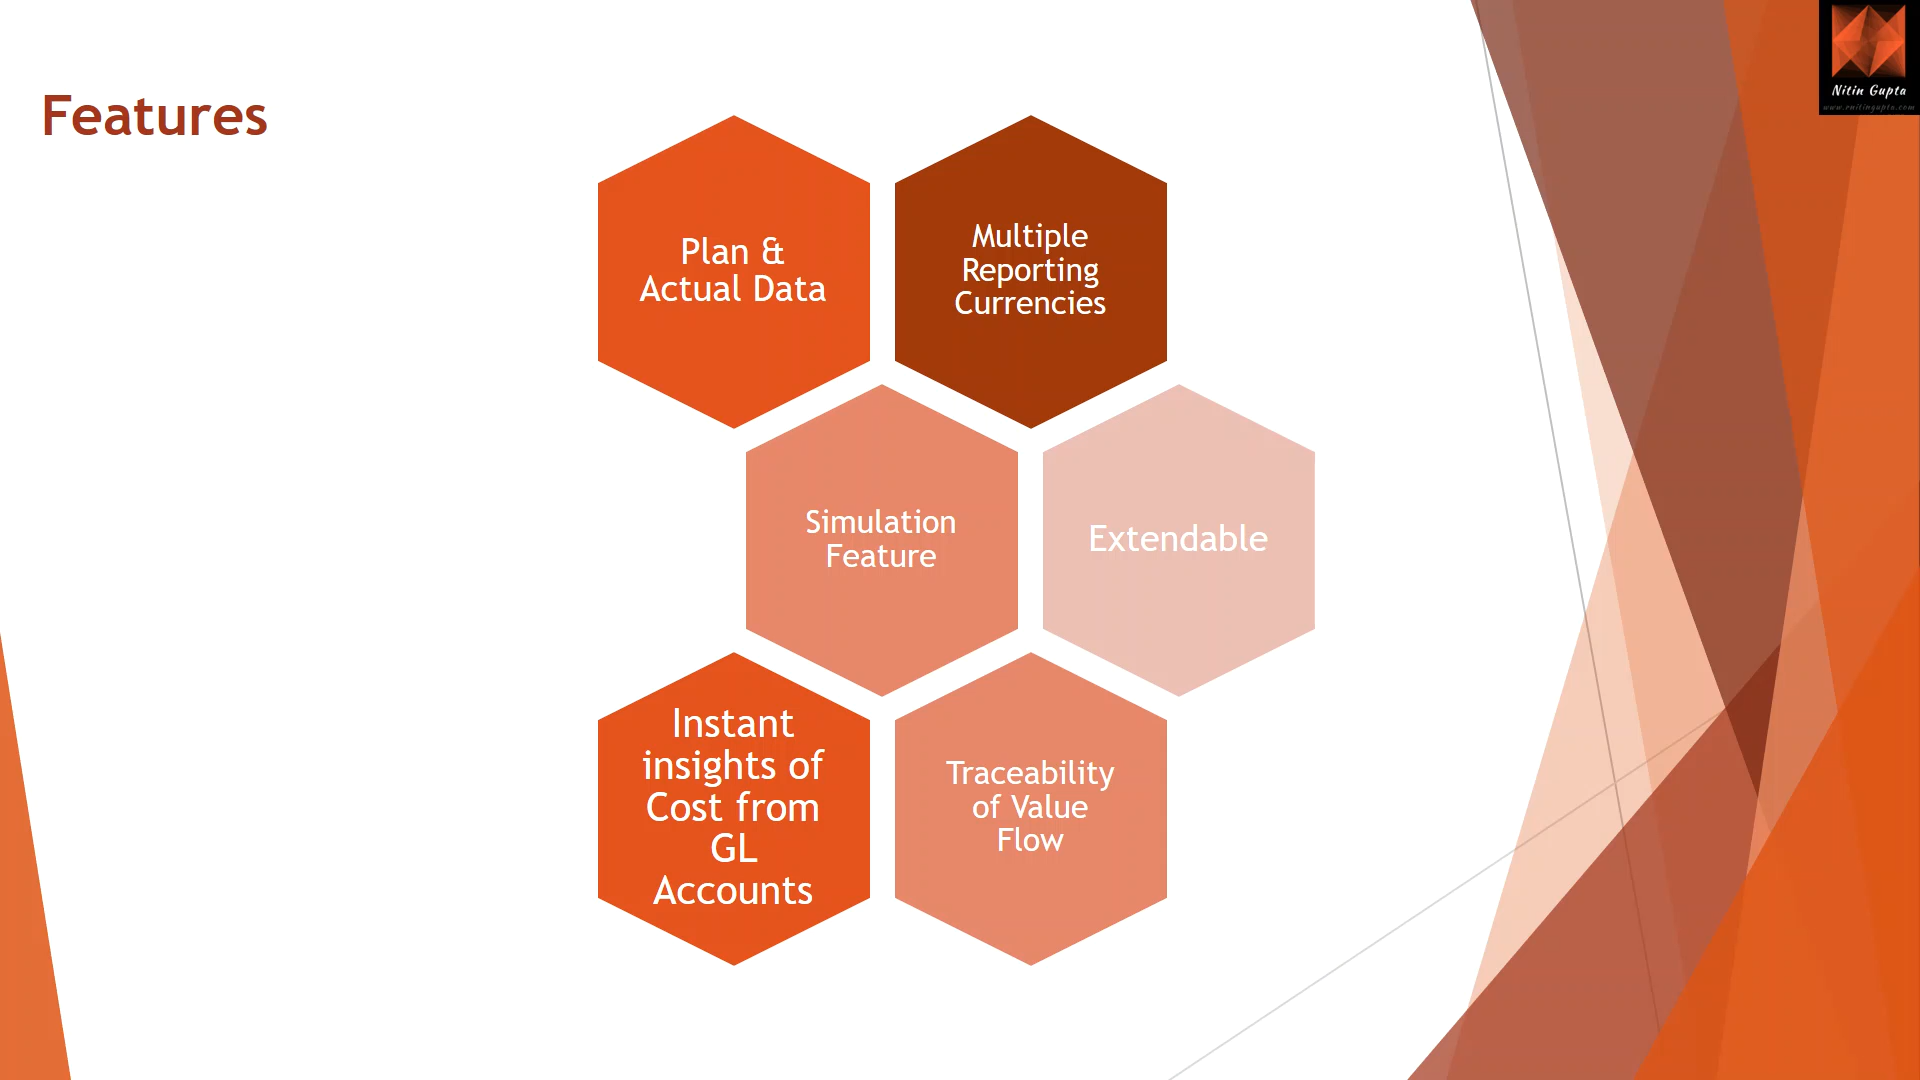 Features
Plan &
Actual Data
Multiple
Reporting
Currencies
Simulation
Feature
Extendable
Instant
insights of
Cost from
GL
Accounts
Traceability
of Value
Flow
Nitin Gupta